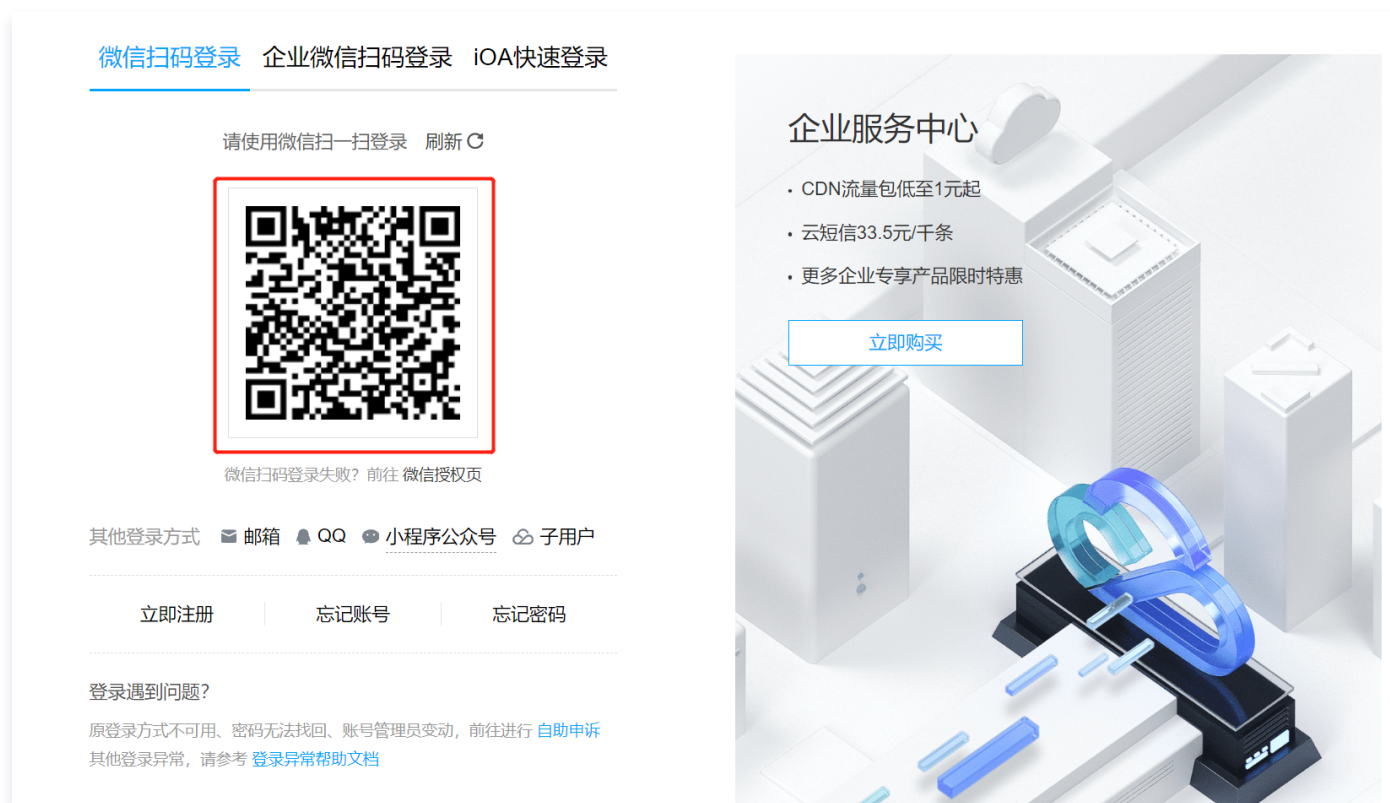 微信扫码登录 企业微信扫码登录 iOA快速登录
请使用微信扫一扫登录 刷新
微信扫码登录失败? 前往 微信授权页
其他登录方式 邮箱 QQ 小程序公众号 子用户
立即注册 忘记账号 忘记密码
登录遇到问题?
原登录方式不可用、密码无法找回、账号管理员变动，前往进行 自助申诉
其他登录异常，请参考 登录异常帮助文档
企业服务中心
· CDN流量包低至1元起
· 云短信33.5元/千条
· 更多企业专享产品限时特惠
立即购买